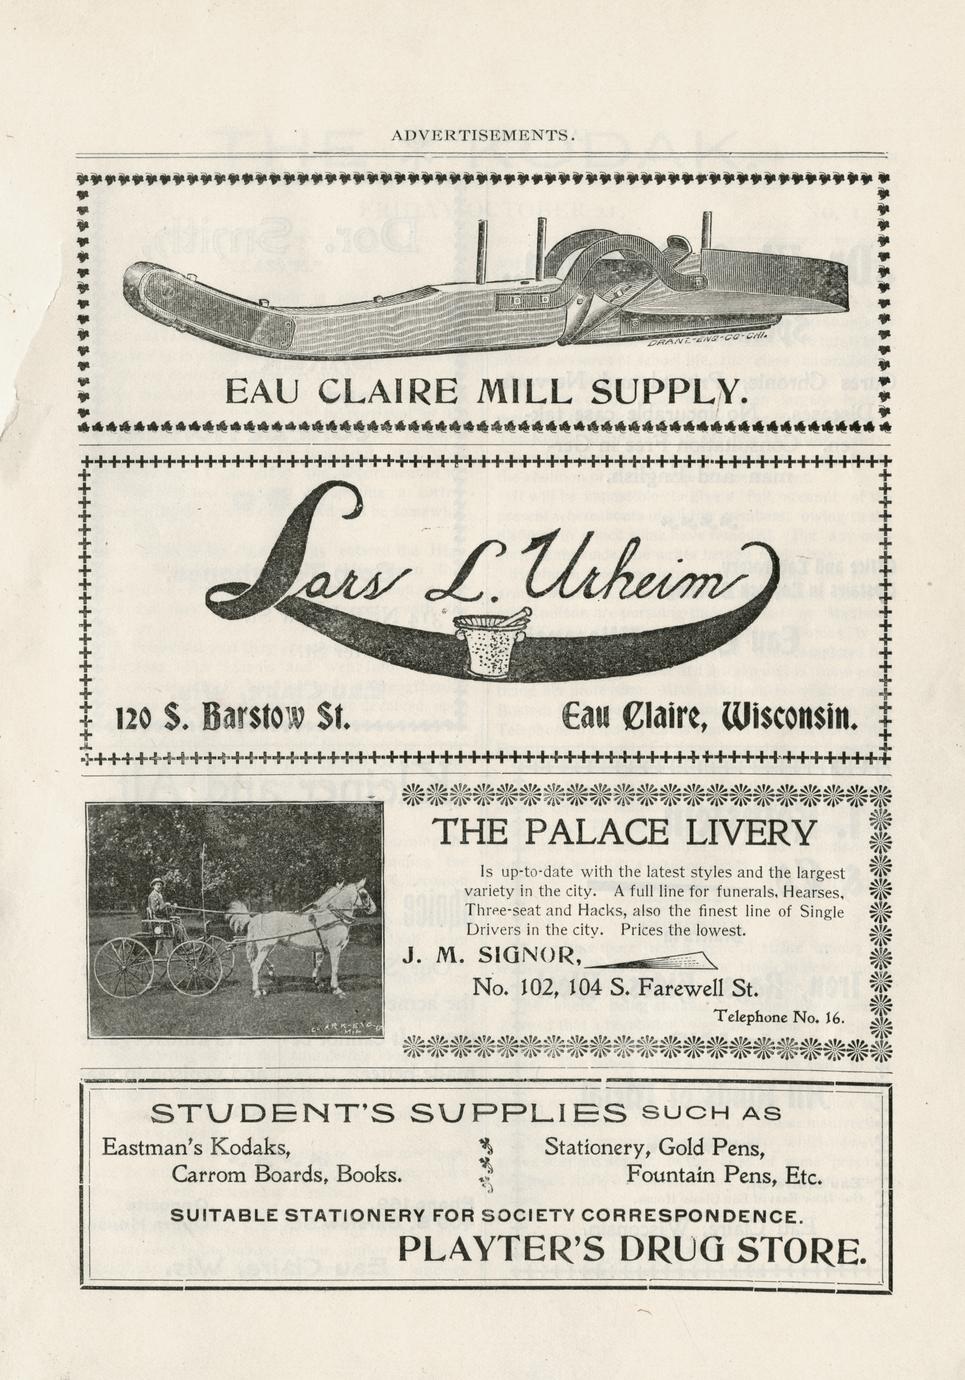 ADVERTISEMENTS.
DRANE-ENG-CO-CHI.
EAU CLAIRE MILL SUPPLY.
Lars L. Urheim
120 S. Barstow St.
Eau Claire, Wisconsin.
THE PALACE LIVERY
Is up-to-date with the latest styles and the largest
variety in the city. A full line for funerals, Hearses,
Three-seat and Hacks, also the finest line of Single
Drivers in the city. Prices the lowest.
J. M. SIGNOR,
No. 102, 104 S. Farewell St.
Telephone No. 16.
STUDENT'S SUPPLIES SUCH AS
Eastman's Kodaks,
Carrom Boards, Books.
Stationery, Gold Pens,
Fountain Pens, Etc.
SUITABLE STATIONERY FOR SOCIETY CORRESPONDENCE.
PLAYTER'S DRUG STORE.